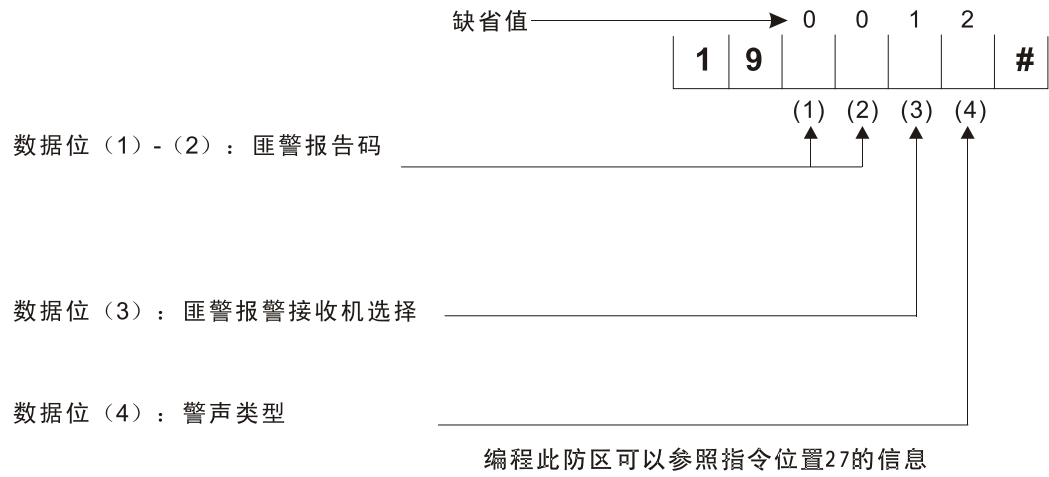 缺省值 0 0 1 2
1 9 #
(1) (2) (3) (4)
数据位（1）-（2）：匪警报告码
数据位（3）：匪警报警接收机选择
数据位（4）：警声类型
编程此防区可以参照指令位置27的信息